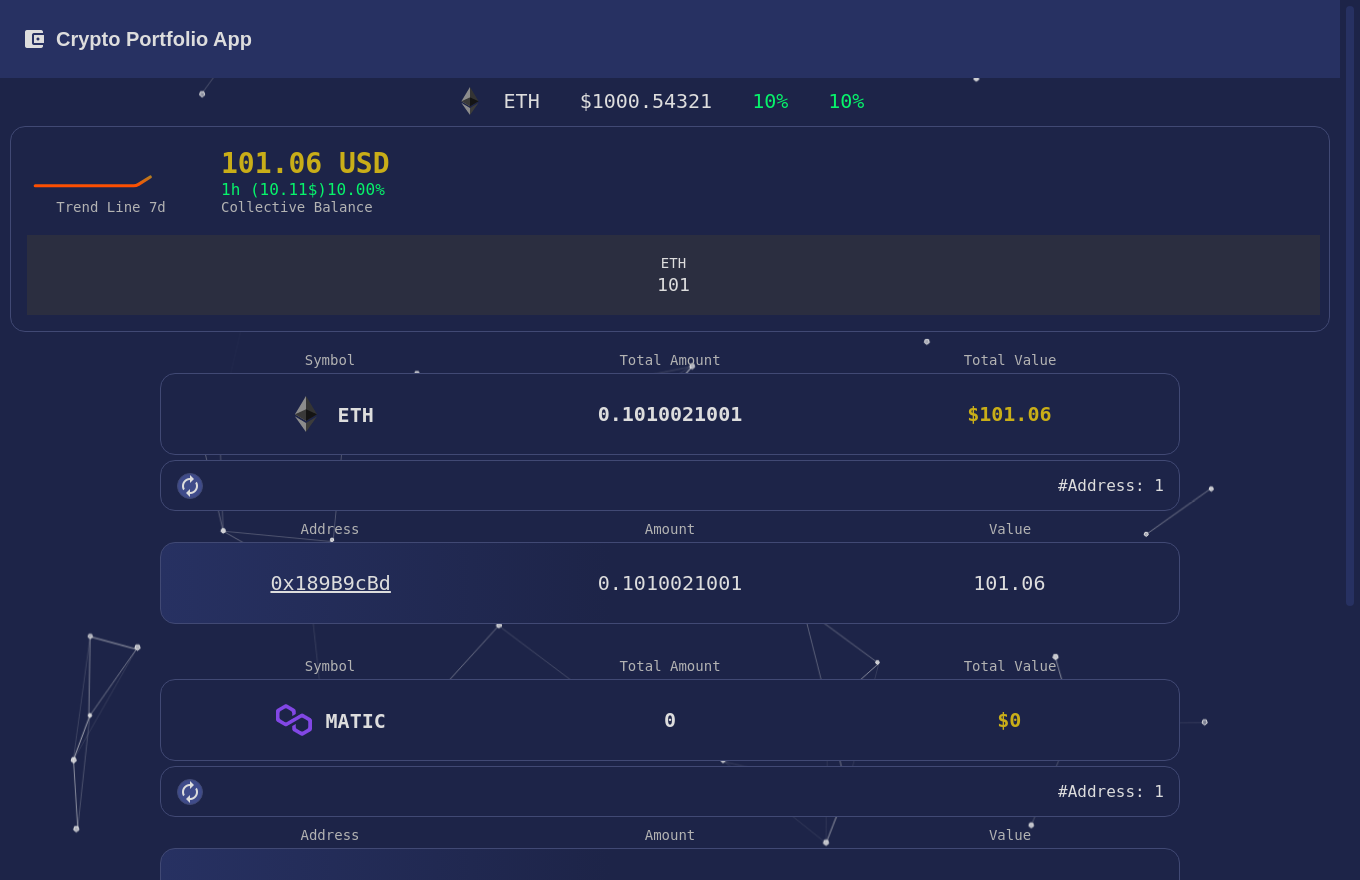 Crypto Portfolio App
ETH $1000.54321 10% 10%
101.06 USD
1h (10.11$)10.00%
Trend Line 7d Collective Balance
ETH
101
Symbol Total Amount Total Value
ETH 0.1010021001 $101.06
#Address: 1
Address Amount Value
0x189B9cBd 0.1010021001 101.06
Symbol Total Amount Total Value
MATIC 0 $0
#Address: 1
Address Amount Value